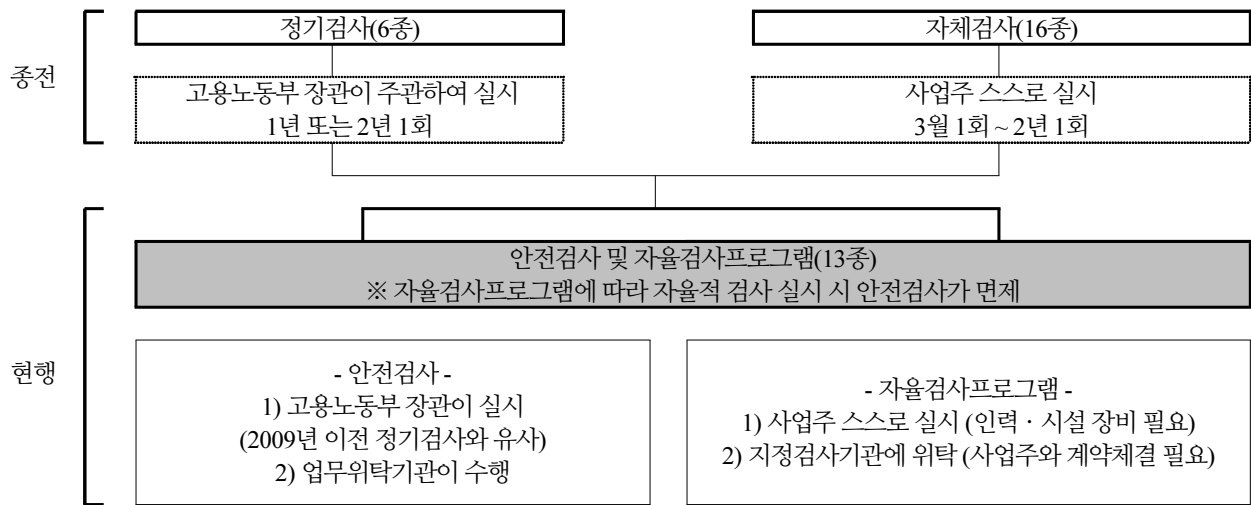 종전
정기검사(6종)
자체검사(16종)
고용노동부 장관이 주관하여 실시
1년 또는 2년 1회
사업주 스스로 실시
3월 1회 ~ 2년 1회
현행
안전검사 및 자율검사프로그램(13종)
※ 자율검사프로그램에 따라 자율적 검사 실시 시 안전검사가 면제
- 안전검사 -
1) 고용노동부 장관이 실시
(2009년 이전 정기검사와 유사)
2) 업무위탁기관이 수행
- 자율검사프로그램 -
1) 사업주 스스로 실시 (인력 · 시설 장비 필요)
2) 지정검사기관에 위탁 (사업주와 계약체결 필요)